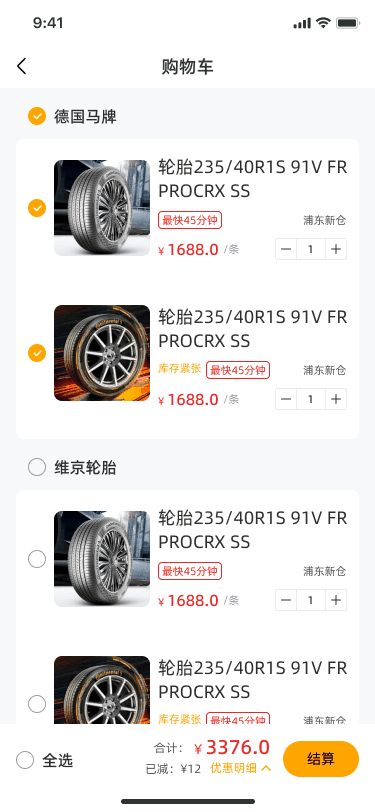 9:41
购物车
德国马牌
轮胎235/40R1S 91V FR
PROCRX SS
最快45分钟 浦东新仓
¥ 1688.0 /条 1
轮胎235/40R1S 91V FR
PROCRX SS
库存紧张 最快45分钟 浦东新仓
¥ 1688.0 /条 1
维京轮胎
轮胎235/40R1S 91V FR
PROCRX SS
最快45分钟 浦东新仓
¥ 1688.0 /条 1
轮胎235/40R1S 91V FR
PROCRX SS
库存紧张 最快45分钟 浦东新仓
合计: ¥ 3376.0
全选 结算
已减: ¥12 优惠明细